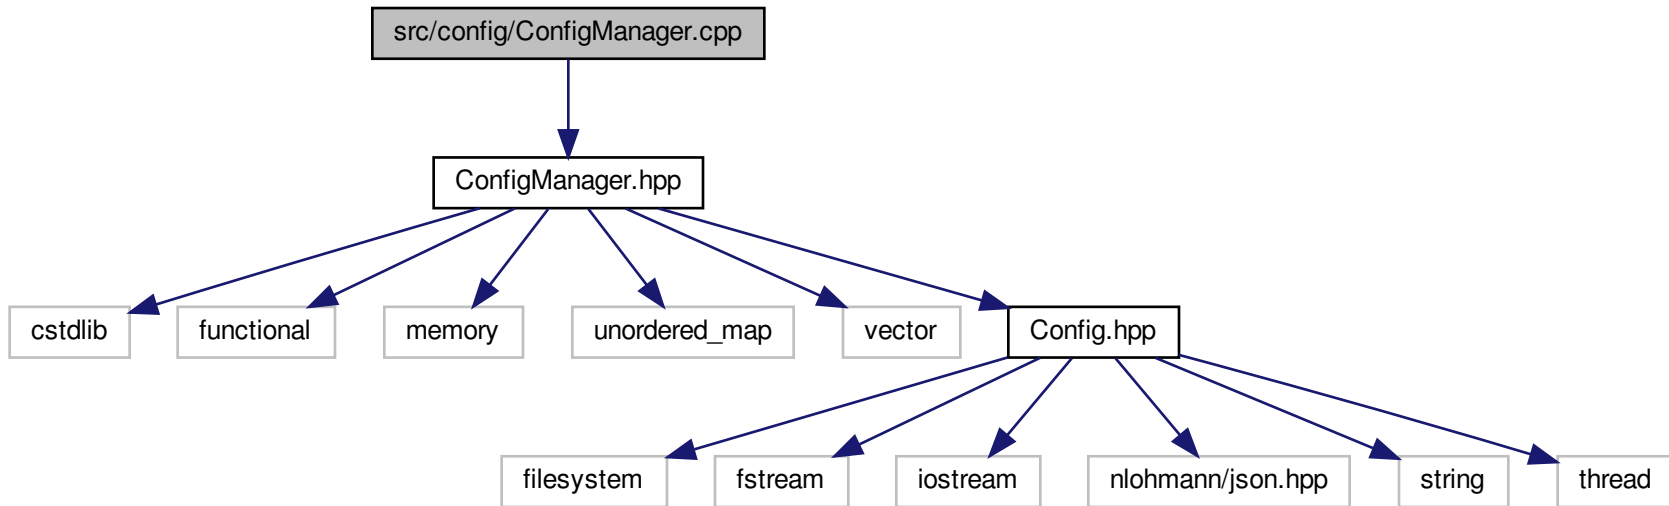 src/config/ConfigManager.cpp
ConfigManager.hpp
cstdlib
functional
memory
unordered_map
vector
Config.hpp
filesystem
fstream
iostream
nlohmann/json.hpp
string
thread